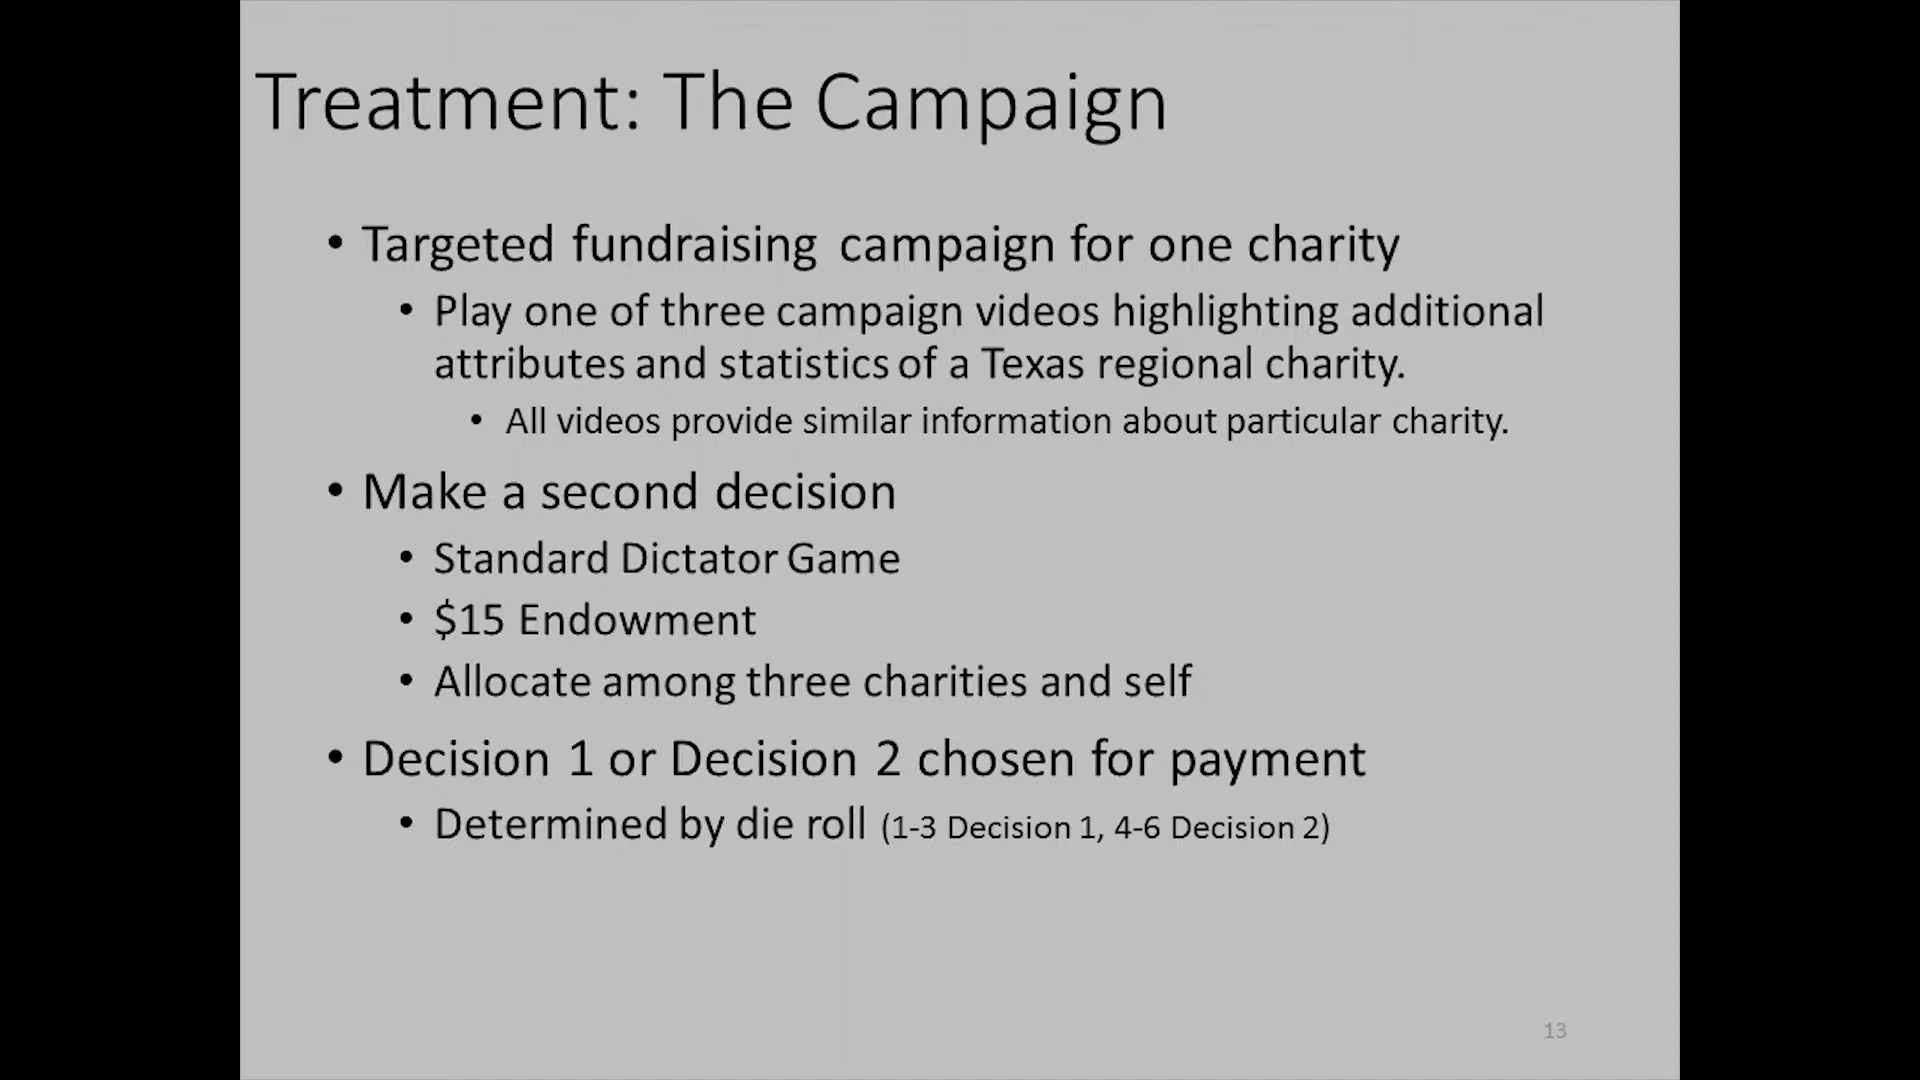 Treatment: The Campaign
• Targeted fundraising campaign for one charity
• Play one of three campaign videos highlighting additional
attributes and statistics of a Texas regional charity.
• All videos provide similar information about particular charity.
• Make a second decision
• Standard Dictator Game
• $15 Endowment
• Allocate among three charities and self
• Decision 1 or Decision 2 chosen for payment
• Determined by die roll (1-3 Decision 1, 4-6 Decision 2)
13